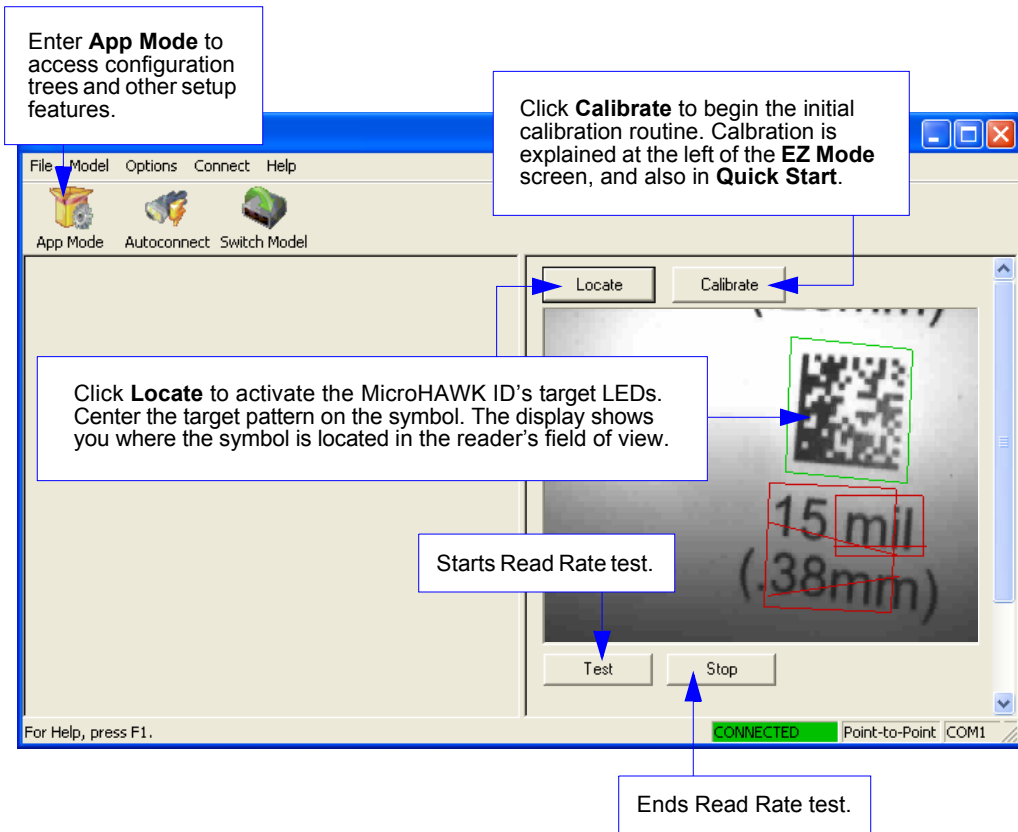 Enter App Mode to
access configuration
trees and other setup
features.
Click Calibrate to begin the initial
calibration routine. Calbration is
explained at the left of the EZ Mode
screen, and also in Quick Start.
File Model Options Connect Help
App Mode Autoconnect Switch Model
Locate Calibrate
Click Locate to activate the MicroHAWK ID's target LEDs.
Center the target pattern on the symbol. The display shows
you where the symbol is located in the reader's field of view.
15 mil
(.38mm)
Starts Read Rate test.
Test Stop
For Help, press F1. CONNECTED Point-to-Point COM1
Ends Read Rate test.